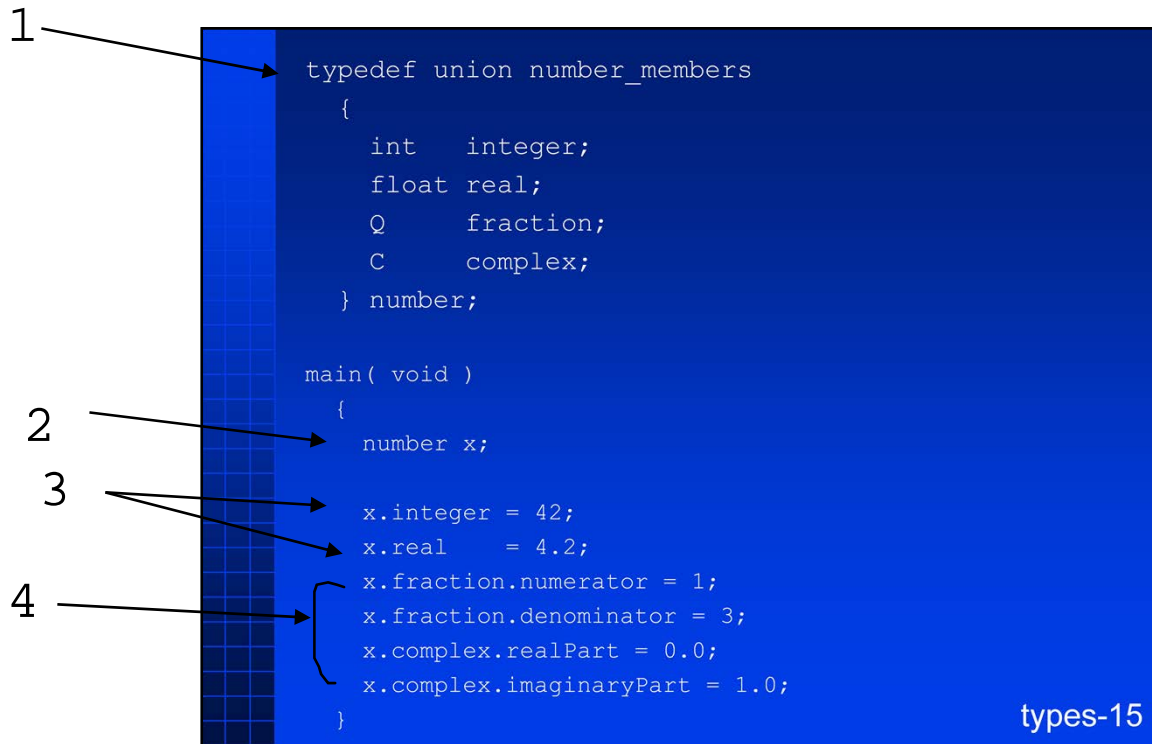 1
typedef union number_members
{
int integer;
float real;
Q fraction;
C complex;
} number;
main( void )
{
2
number x;
3
x.integer = 42;
x.real = 4.2;
x.fraction.numerator = 1;
4
x.fraction.denominator = 3;
x.complex.realPart = 0.0;
x.complex.imaginaryPart = 1.0;
}
types-15